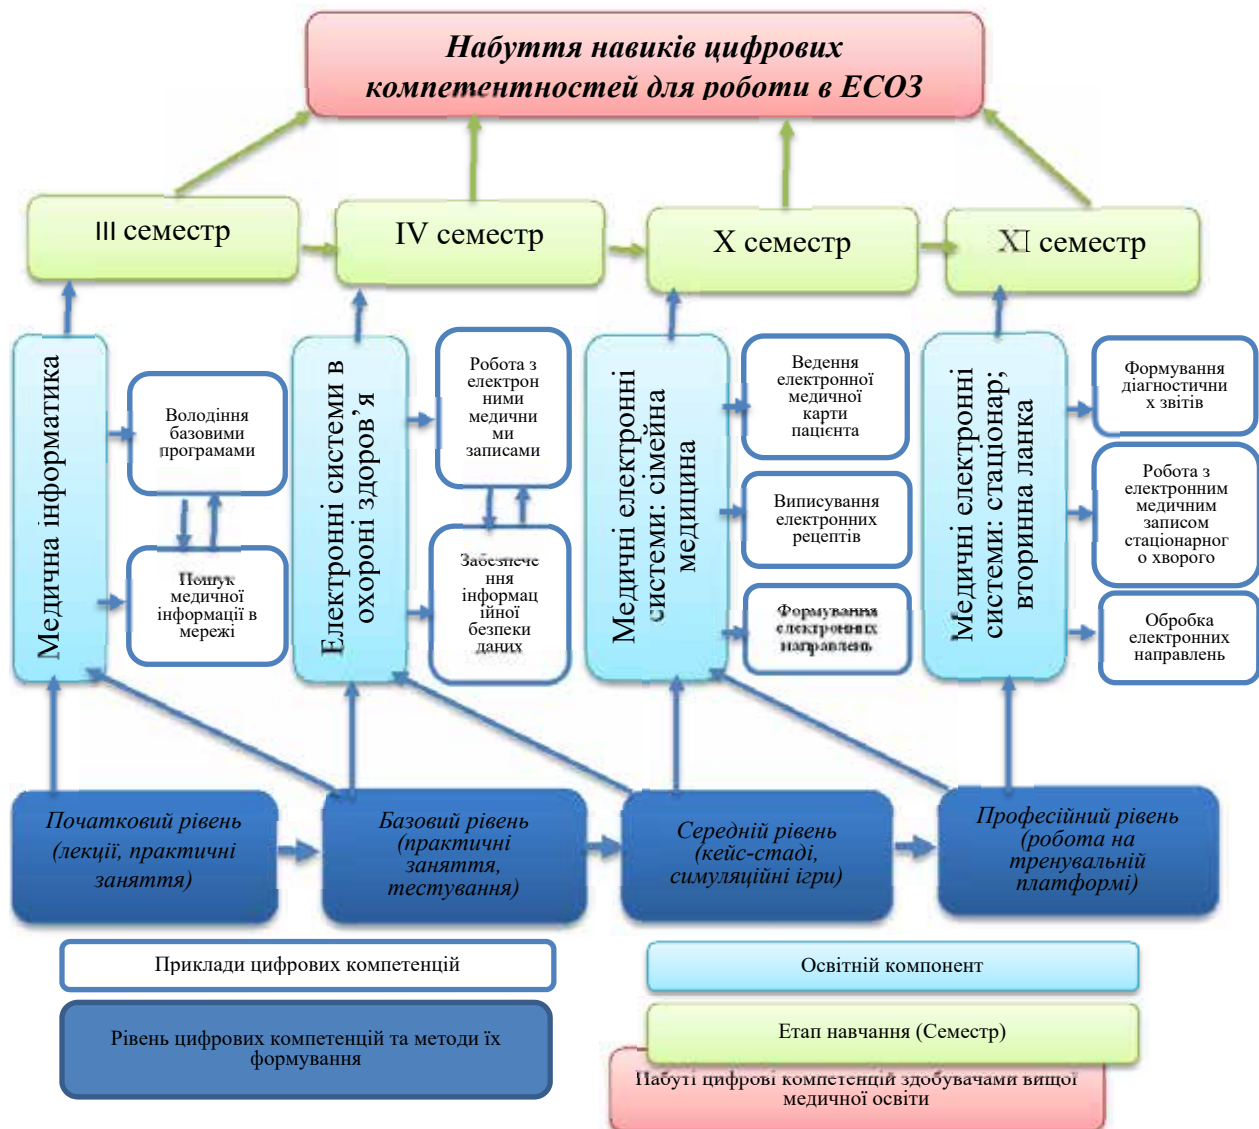 Набуття навиків цифрових
компетентностей для роботи в ЕСОЗ
III семестр
IV семестр
X семестр
XI семестр
Медична інформатика
Володіння
базовими
програмами
Пошук
медичної
інформації в
мережі
Електронні системи в
охороні здоров’я
Робота з
електрон
ними
медични
ми
записами
Забезпече
ння
інформац
ійної
безпеки
даних
Медичні електронні
системи: сімейна
медицина
Ведення
електронної
медичної
карти
пацієнта
Виписування
електронних
рецептів
Формування
електронних
направлень
Медичні електронні
системи: стаціонар;
вторинна ланка
Формування
діагностични
х звітів
Робота з
електронним
медичним
записом
стаціонарног
о хворого
Обробка
електронних
направлень
Початковий рівень
(лекції, практичні
заняття)
Базовий рівень
(практичні
заняття,
тестування)
Середній рівень
(кейс-стаді,
симуляційні ігри)
Професійний рівень
(робота на
тренувальній
платформі)
Приклади цифрових компетенцій
Освітній компонент
Рівень цифрових компетенцій та методи їх
формування
Етап навчання (Семестр)
Набуті цифрові компетенцій здобувачами вищої
медичної освіти